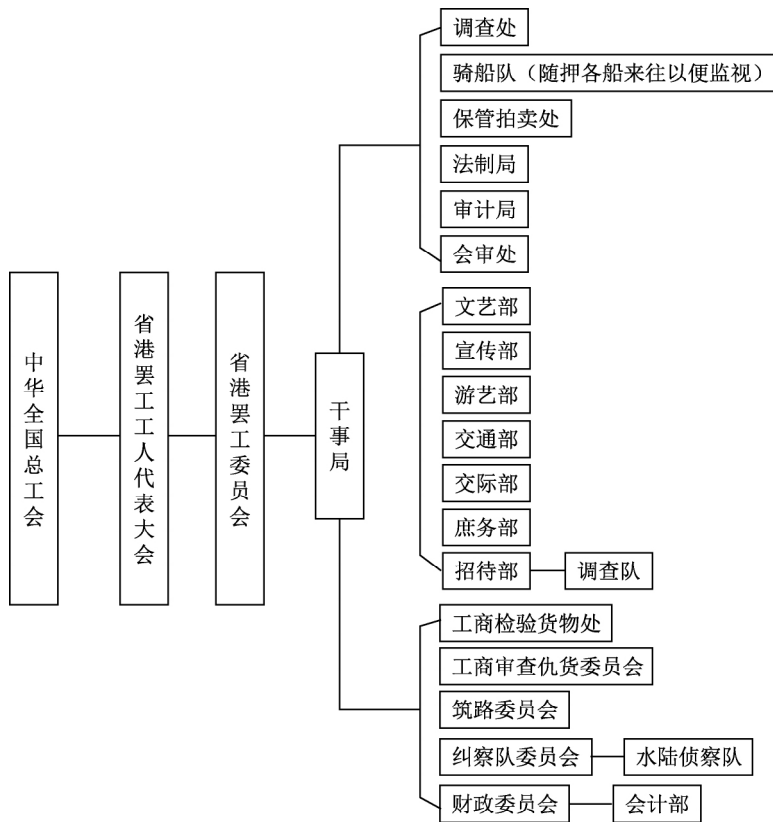 中华全国总工会
省港罢工工人代表大会
省港罢工委员会
干事局
调查处
骑船队（随押各船来往以便监视）
保管拍卖处
法制局
审计局
会审处
文艺部
宣传部
游艺部
交通部
交际部
庶务部
招待部
调查队
工商检验货物处
工商审查仇货委员会
筑路委员会
纠察队委员会
水陆侦察队
财政委员会
会计部